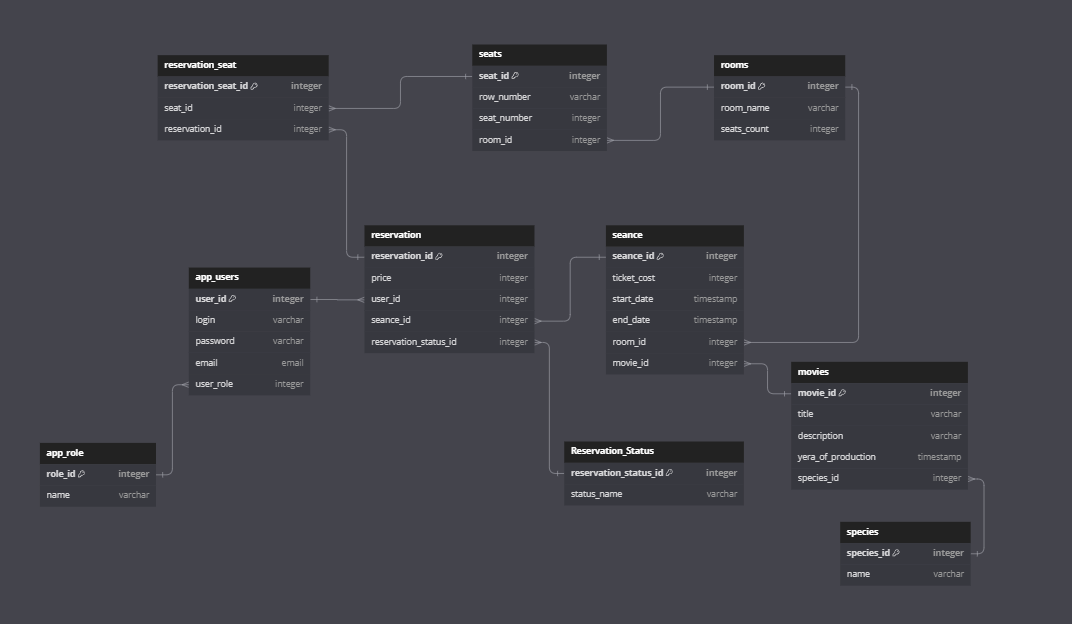 reservation_seat
reservation_seat_id integer
seat_id integer
reservation_id integer
seats
seat_id integer
row_number varchar
seat_number integer
room_id integer
rooms
room_id integer
room_name varchar
seats_count integer
reservation
reservation_id integer
price integer
user_id integer
seance_id integer
reservation_status_id integer
seance
seance_id integer
ticket_cost integer
start_date timestamp
end_date timestamp
room_id integer
movie_id integer
app_users
user_id integer
login varchar
password varchar
email email
user_role integer
movies
movie_id integer
title varchar
description varchar
yera_of_production timestamp
species_id integer
app_role
role_id integer
name varchar
Reservation_Status
reservation_status_id integer
status_name varchar
species
species_id integer
name varchar